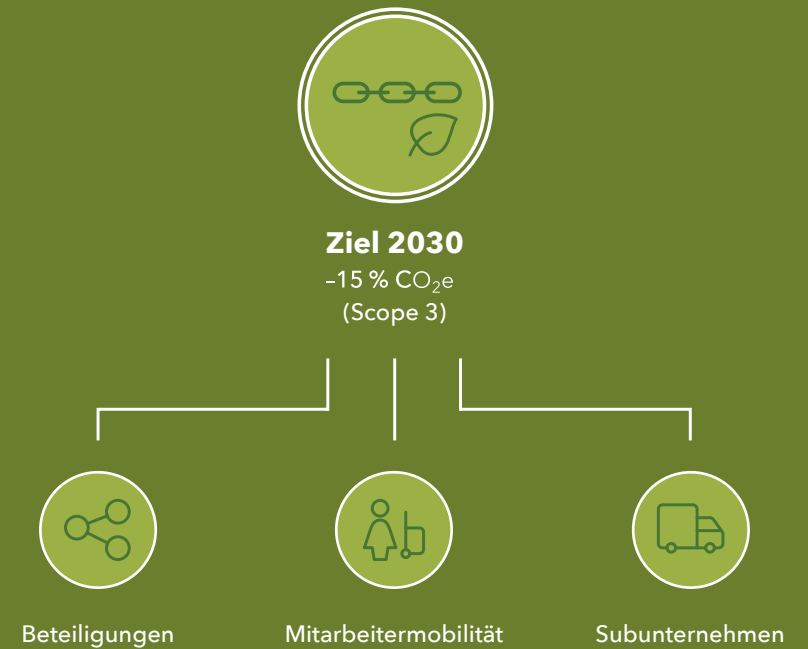 Ziel 2030
–15 % CO₂e
(Scope 3)
Beteiligungen
Mitarbeitermobilität
Subunternehmen